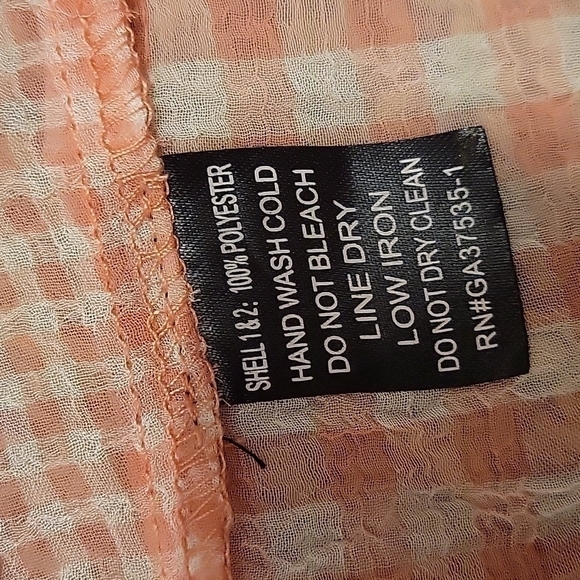 SHELL 1 & 2: 100% POLYESTER
HAND WASH COLD
DO NOT BLEACH
LINE DRY
LOW IRON
DO NOT DRY CLEAN
RN#GA37535-1